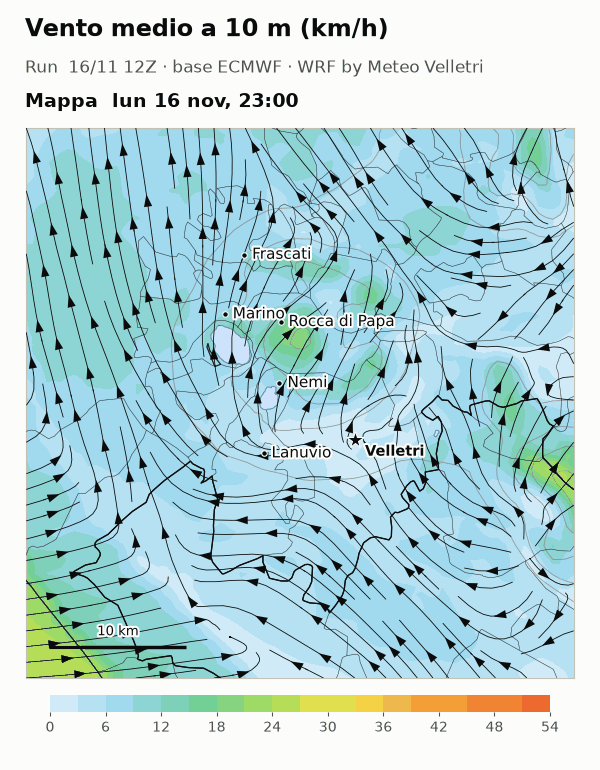 Vento medio a 10 m (km/h)
Run  16/11 12Z · base ECMWF · WRF by Meteo Velletri
Mappa  lun 16 nov, 23:00
Frascati
Marino
Rocca di Papa
Nemi
Velletri
Lanuvio
10 km
0 6 12 18 24 30 36 42 48 54